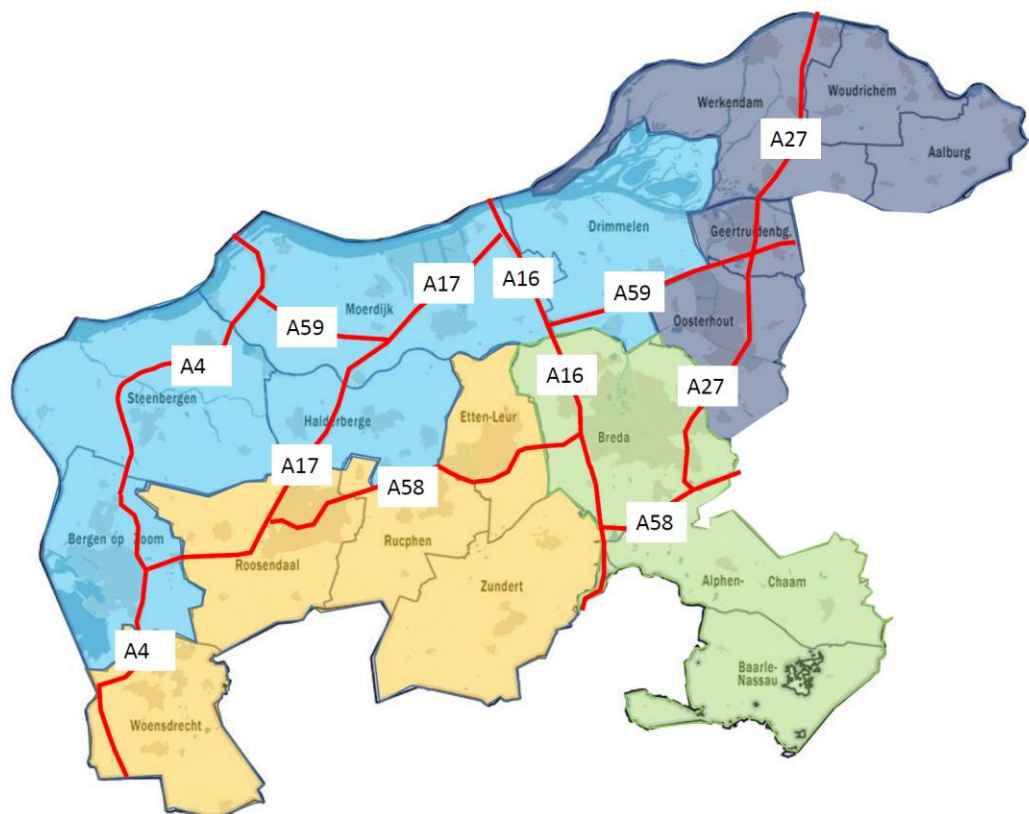 Werkendam
Woudrichem
A27
Aalburg
Drimmelen
Geertruidenbg.
A17
A16
A59
Moerdijk
A59
Oosterhout
A4
A16
A27
Steenbergen
Halderberge
Etten-Leur
Breda
A17
A58
A58
Bergen op Zoom
Roosendaal
Rucphen
Zundert
Alphen-
Chaam
A4
Baarle-
Nassau
Woensdrecht